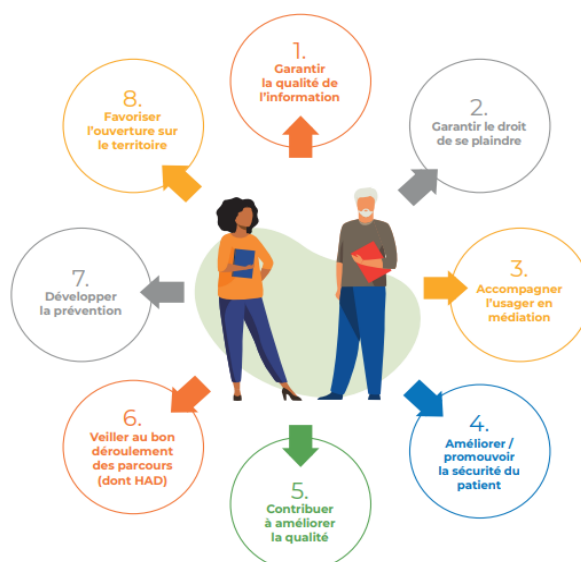 1.
Garantir
la qualité de
l'information
2.
Garantir le droit
de se plaindre
3.
Accompagner
l'usager en
médiation
4.
Améliorer /
promouvoir
la sécurité du
patient
5.
Contribuer
à améliorer
la qualité
6.
Veiller au bon
déroulement
des parcours
(dont HAD)
7.
Développer
la prévention
8.
Favoriser
l'ouverture sur
le territoire